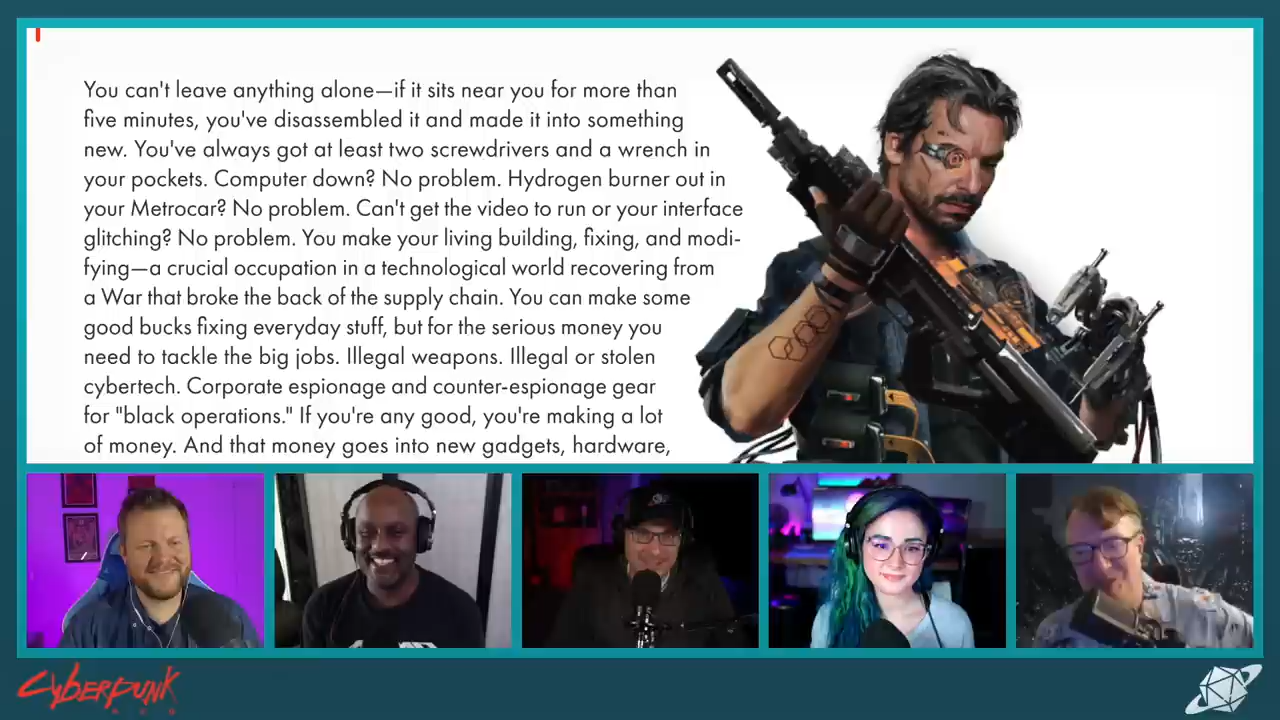 You can't leave anything alone—if it sits near you for more than
five minutes, you've disassembled it and made it into something
new. You've always got at least two screwdrivers and a wrench in
your pockets. Computer down? No problem. Hydrogen burner out in
your Metrocar? No problem. Can't get the video to run or your interface
glitching? No problem. You make your living building, fixing, and modi-
fying—a crucial occupation in a technological world recovering from
a War that broke the back of the supply chain. You can make some
good bucks fixing everyday stuff, but for the serious money you
need to tackle the big jobs. Illegal weapons. Illegal or stolen
cybertech. Corporate espionage and counter-espionage gear
for "black operations." If you're any good, you're making a lot
of money. And that money goes into new gadgets, hardware,
CYBERPUNK
RED